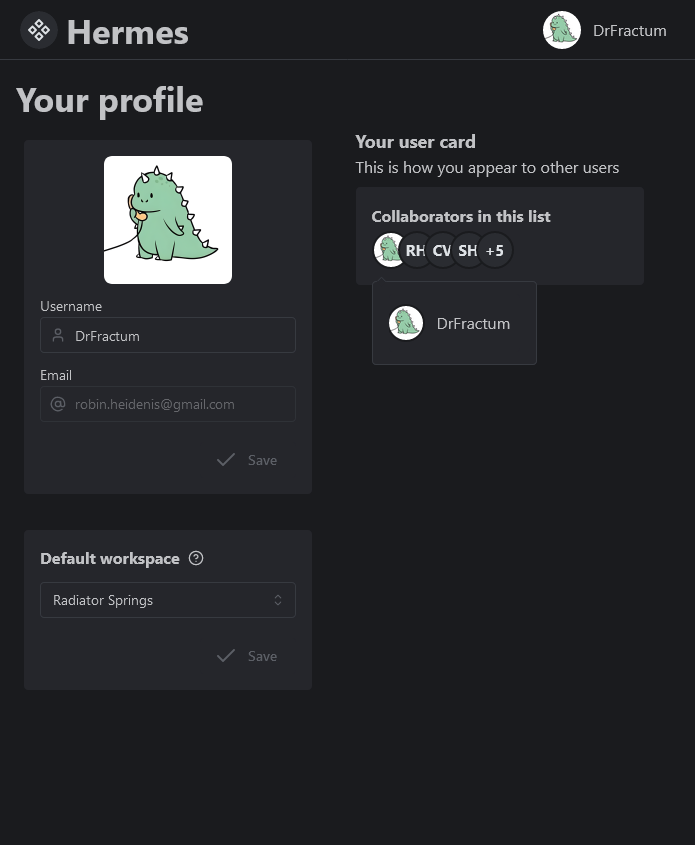 Hermes
DrFractum
Your profile
Username
DrFractum
Email
robin.heidenis@gmail.com
Save
Default workspace
Radiator Springs
Save
Your user card
This is how you appear to other users
Collaborators in this list
RH CV SH +5
DrFractum